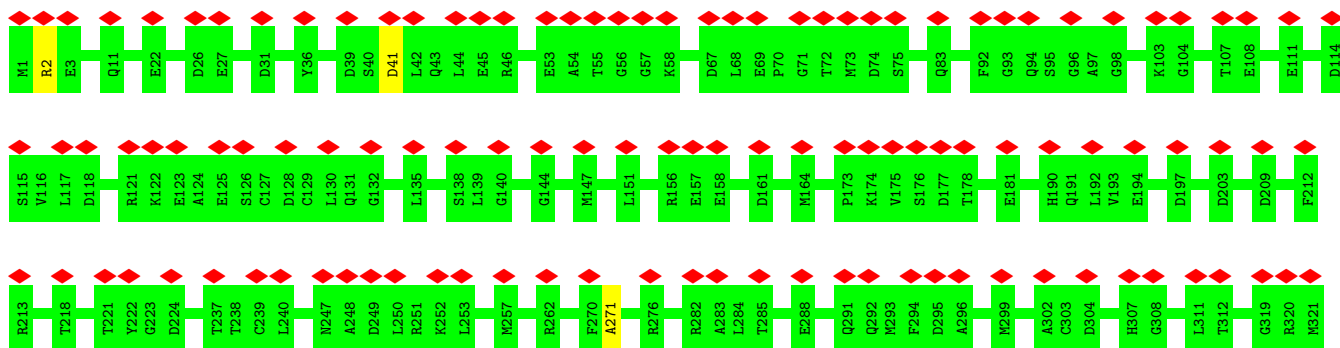 M1 R2 E3 Q11 E22 D26 E27 D31 Y36 D39 S40 D41 L42 Q43 L44 E45 R46 E53 A54 T55 G56 G57 K58 D67 L68 E69 P70 G71 T72 M73 D74 S75 Q83 F92 G93 Q94 S95 G96 A97 G98 K103 G104 T107 E108 E111 D114
S115 V116 L117 D118 R121 K122 E123 A124 E125 S126 C127 D128 C129 L130 Q131 G132 L135 S138 L139 G140 G144 M147 L151 R156 E157 E158 D161 M164 P173 K174 V175 S176 D177 T178 E181 H190 Q191 L192 V193 E194 D197 D203 D209 F212
R213 T218 T221 Y222 G223 D224 T237 T238 C239 L240 N247 A248 D249 L250 R251 K252 L253 M257 R262 F270 A271 R276 R282 A283 L284 T285 E288 Q291 Q292 M293 F294 D295 A296 M299 A302 C303 D304 H307 G308 L311 T312 G319 R320 M321